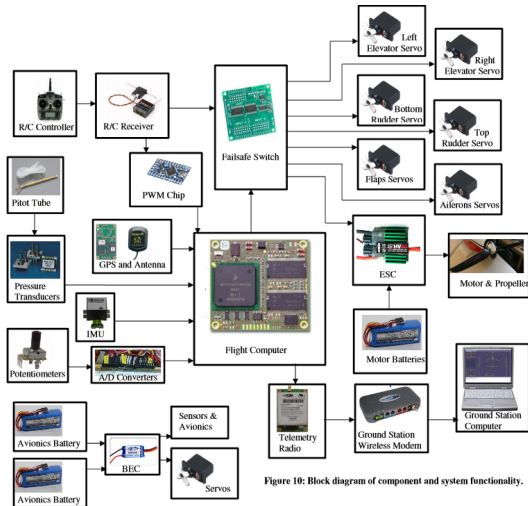 Left
Elevator Servo
Right
Elevator Servo
R/C Controller
R/C Receiver
Bottom
Rudder Servo
Top
Rudder Servo
Failsafe Switch
PWM Chip
Flaps Servos
Ailerons Servos
Pitot Tube
GPS and Antenna
ESC
Motor & Propeller
Pressure
Transducers
IMU
Flight Computer
Motor Batteries
Potentiometers
A/D Converters
Telemetry
Radio
Ground Station
Wireless Modem
Ground Station
Computer
Avionics Battery
Sensors &
Avionics
BEC
Servos
Avionics Battery
Figure 10: Block diagram of component and system functionality.